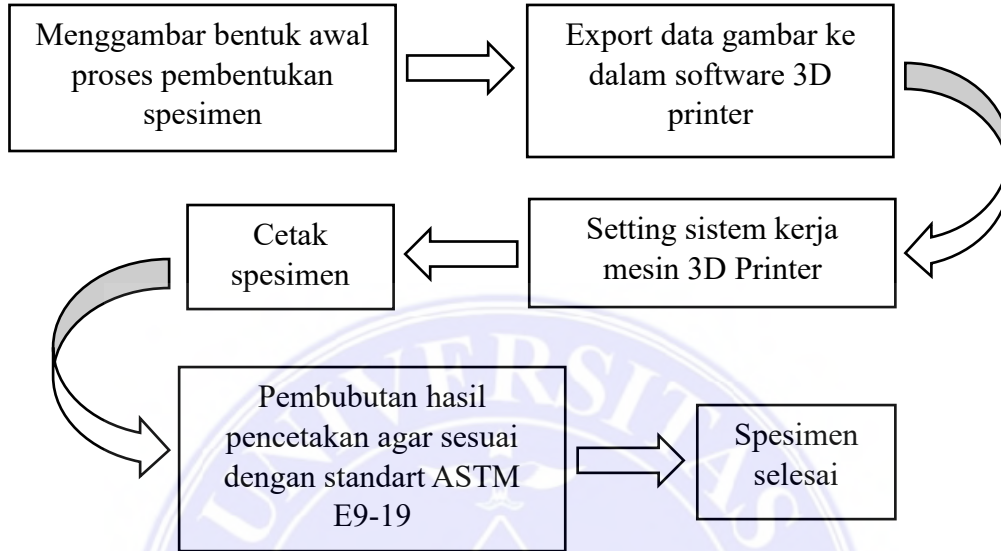 Menggambar bentuk awal
proses pembentukan
spesimen
Export data gambar ke
dalam software 3D
printer
Setting sistem kerja
mesin 3D Printer
Cetak
spesimen
Pembubutan hasil
pencetakan agar sesuai
dengan standart ASTM
E9-19
Spesimen
selesai
UNIVERSITAS